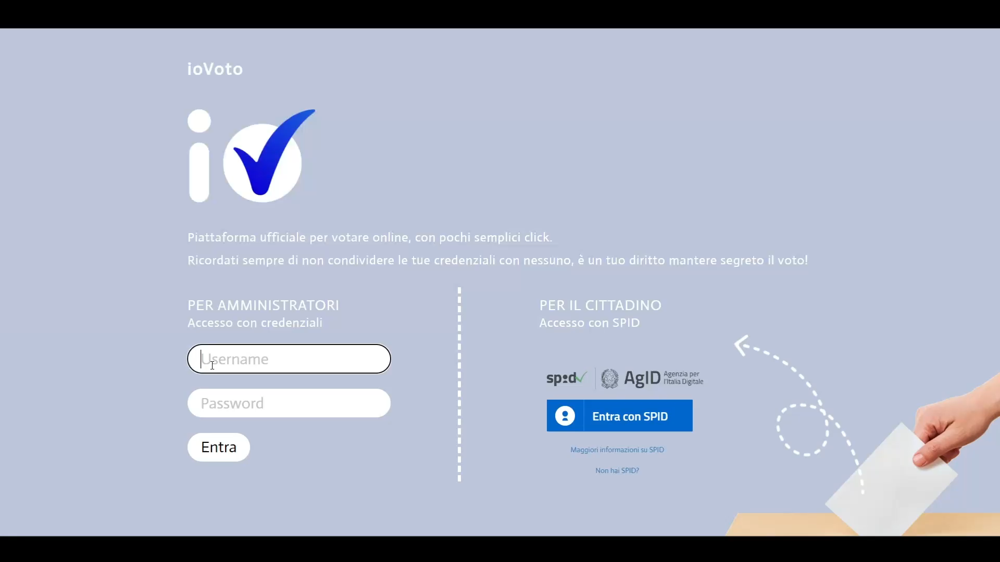 ioVoto
Piattaforma ufficiale per votare online, con pochi semplici click.
Ricordati sempre di non condividere le tue credenziali con nessuno, è un tuo diritto mantere segreto il voto!
PER AMMINISTRATORI
Accesso con credenziali
Username
Password
Entra
PER IL CITTADINO
Accesso con SPID
spid AgID Agenzia per
l'Italia Digitale
Entra con SPID
Maggiori informazioni su SPID
Non hai SPID?